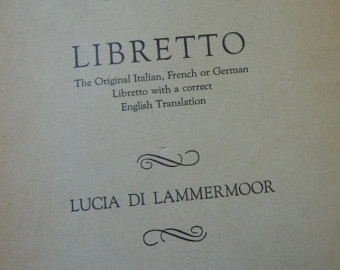 LIBRETTO
The Original Italian, French or German
Libretto with a correct
English Translation
LUCIA DI LAMMERMOOR